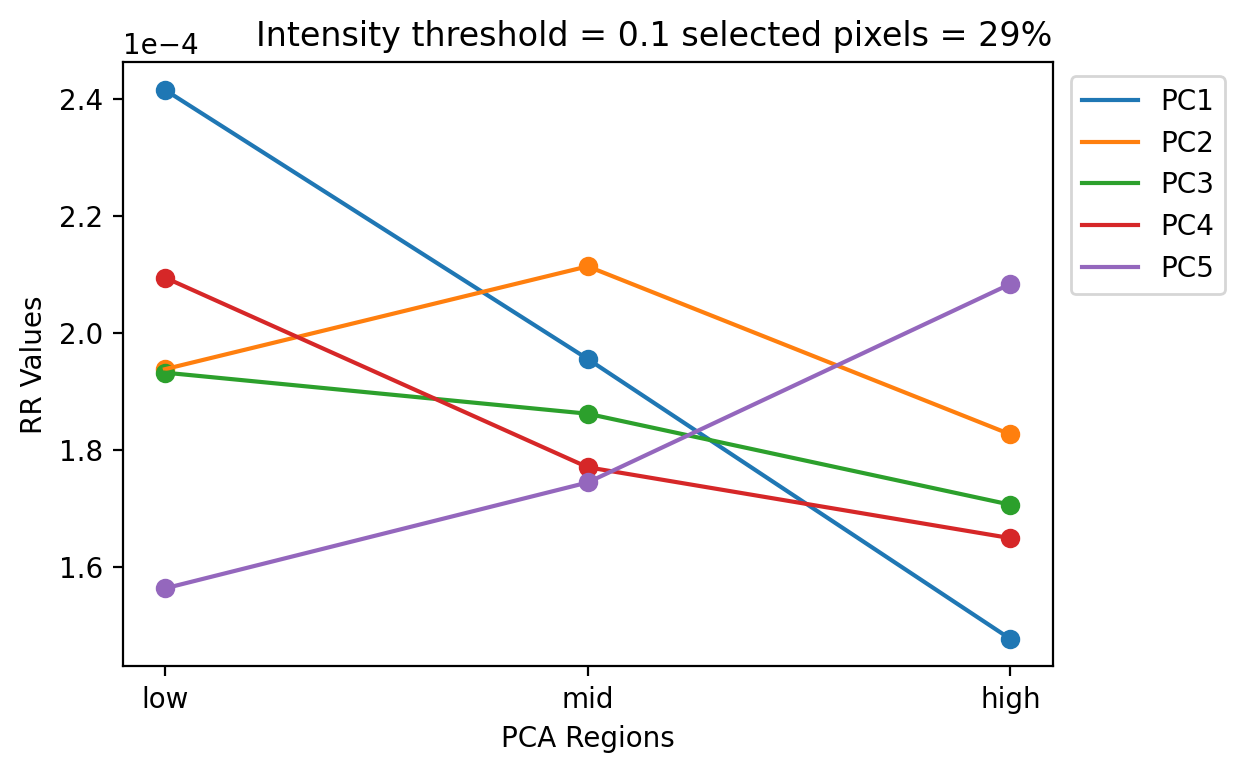 Intensity threshold = 0.1 selected pixels = 29%
1e−4
2.4
2.2
2.0
1.8
1.6
RR Values
low
mid
high
PCA Regions
PC1
PC2
PC3
PC4
PC5